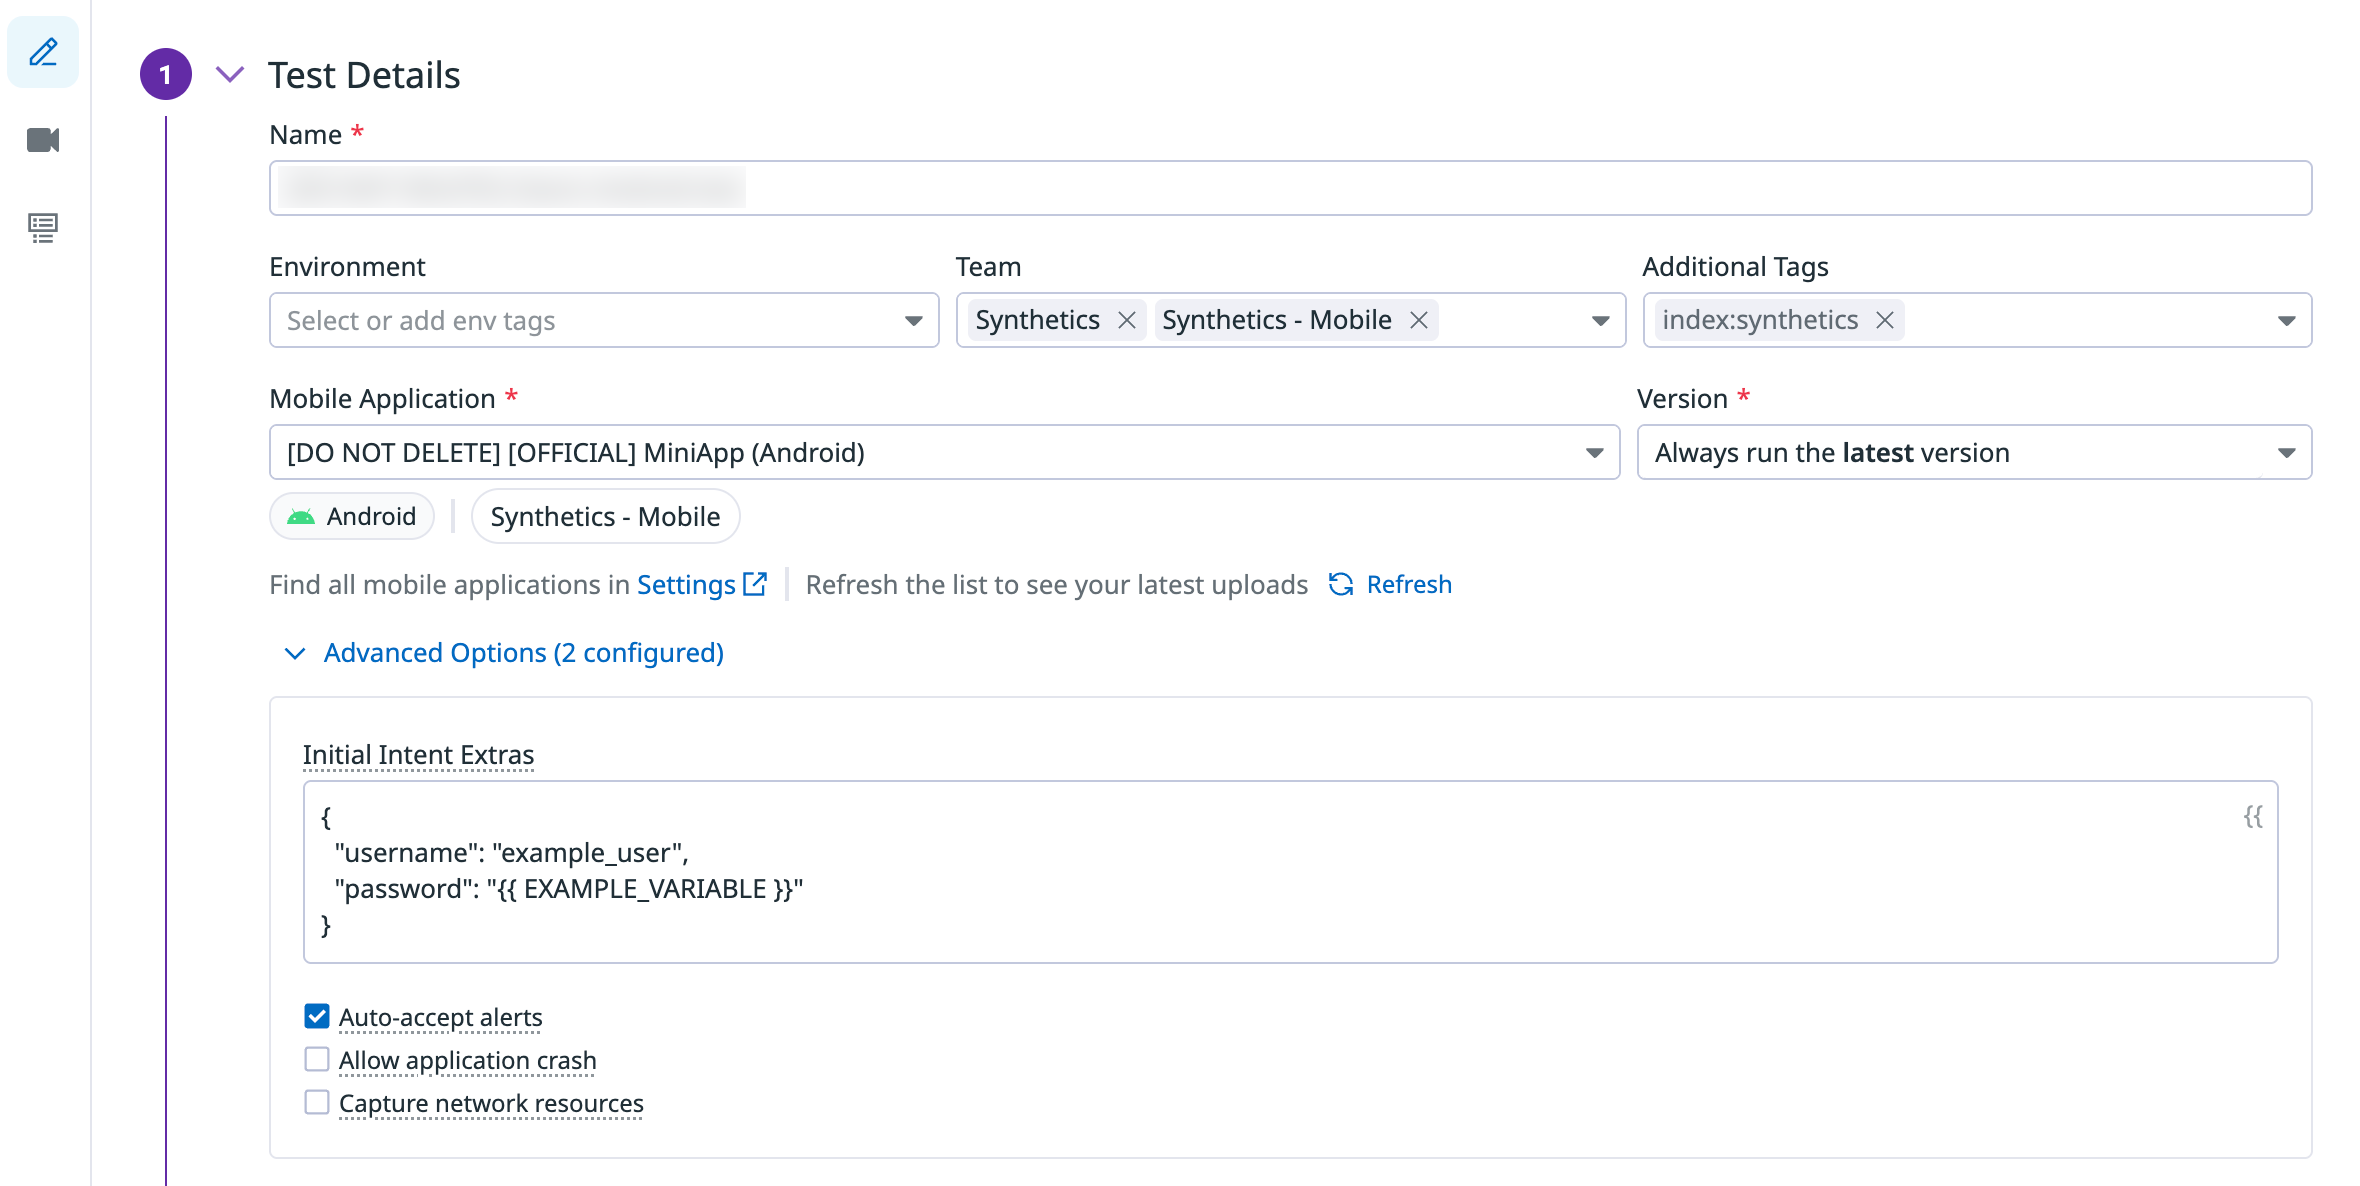 1 Test Details
Name *
Environment Team Additional Tags
Select or add env tags Synthetics Synthetics - Mobile index:synthetics
Mobile Application * Version *
[DO NOT DELETE] [OFFICIAL] MiniApp (Android) Always run the latest version
Android Synthetics - Mobile
Find all mobile applications in Settings Refresh the list to see your latest uploads Refresh
Advanced Options (2 configured)
Initial Intent Extras
{ {{
"username": "example_user",
"password": "{{ EXAMPLE_VARIABLE }}"
}
Auto-accept alerts
Allow application crash
Capture network resources